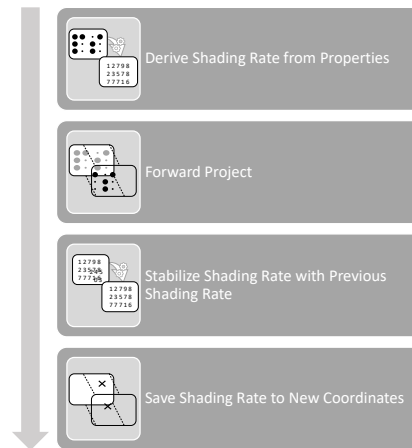 12798
23578
77716
Derive Shading Rate from Properties
Forward Project
12798
12798
23578
77716
Stabilize Shading Rate with Previous
Shading Rate
Save Shading Rate to New Coordinates